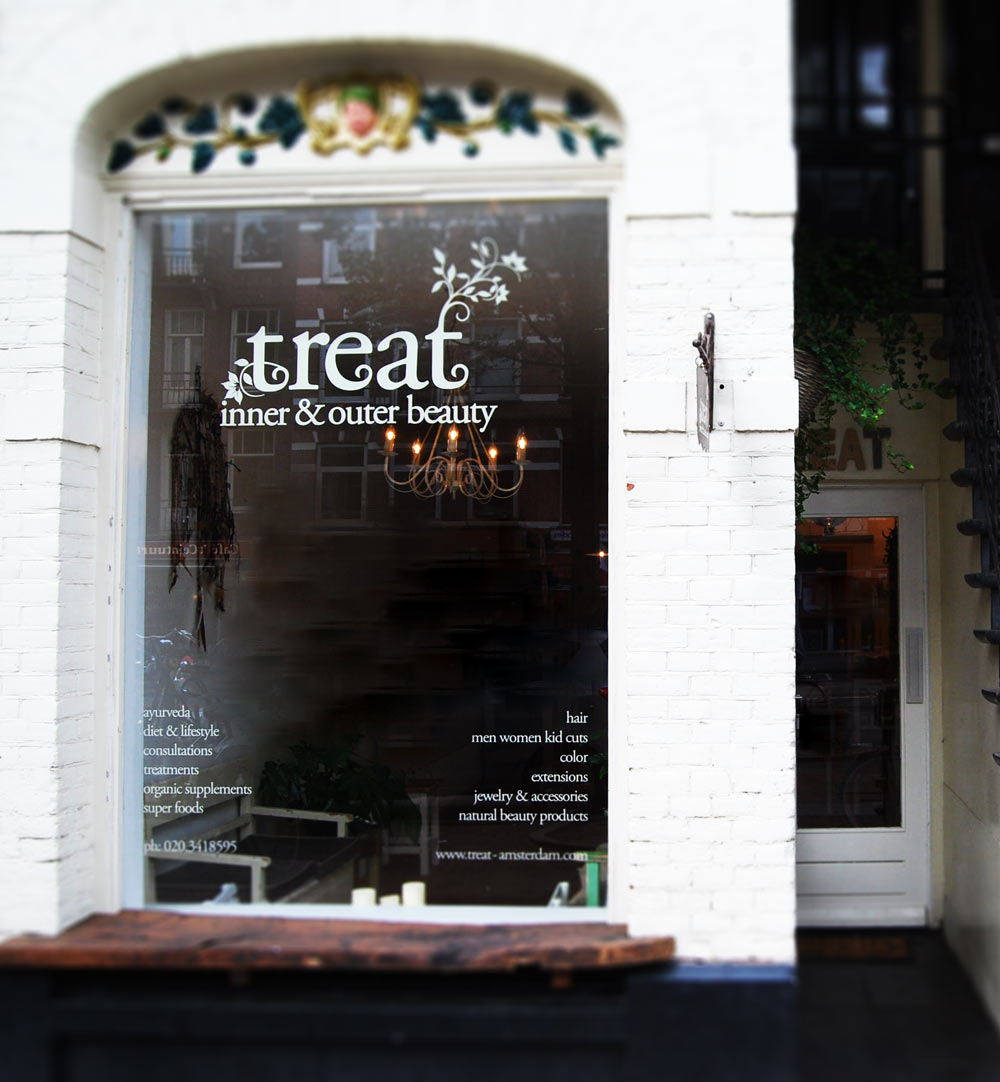 treat
inner & outer beauty
ayurveda
diet & lifestyle
consultations
treatments
organic supplements
super foods
ph: 020 3418595
hair
men women kid cuts
color
extensions
jewelry & accessories
natural beauty products
www.treat-amsterdam.com
EAT